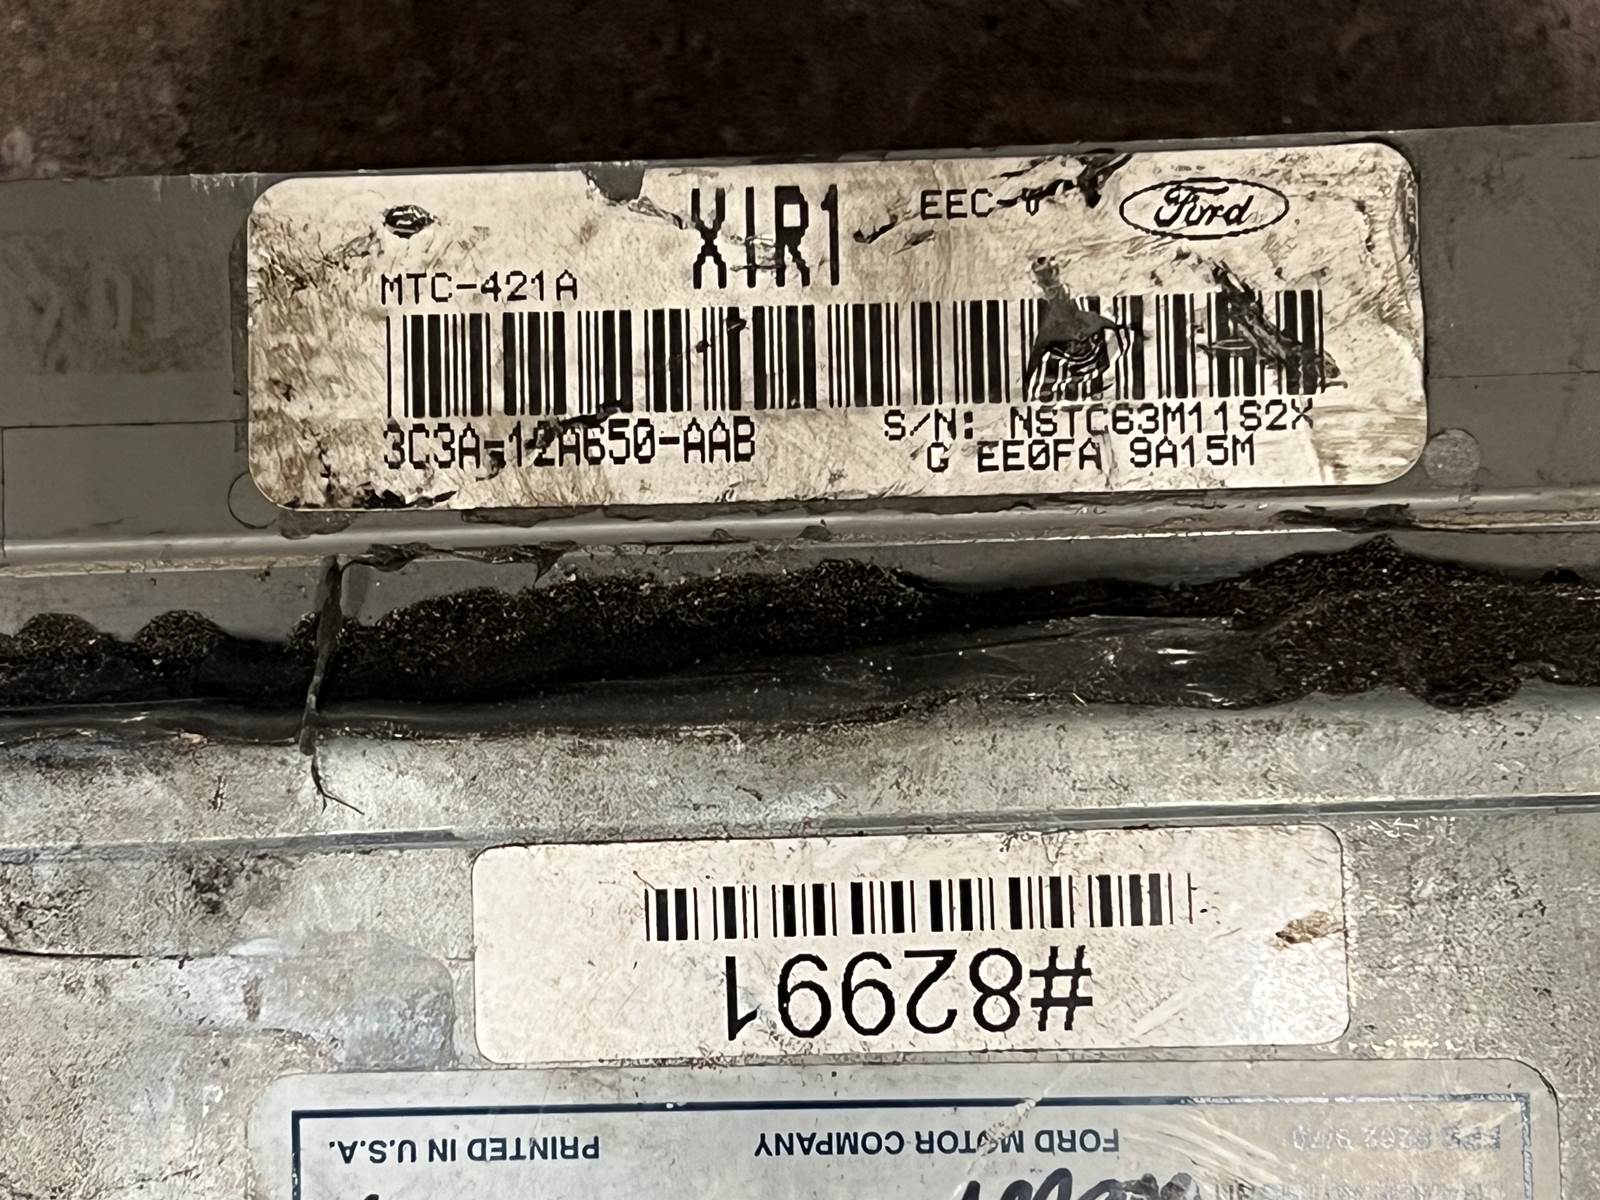 XIR1
EEC-V
Ford
MTC-421A
3C3A-12A650-AAB
S/N: NSTC63M11S2X
G EE0FA 9A15M
#82991
FORD MOTOR COMPANY
PRINTED IN U.S.A.